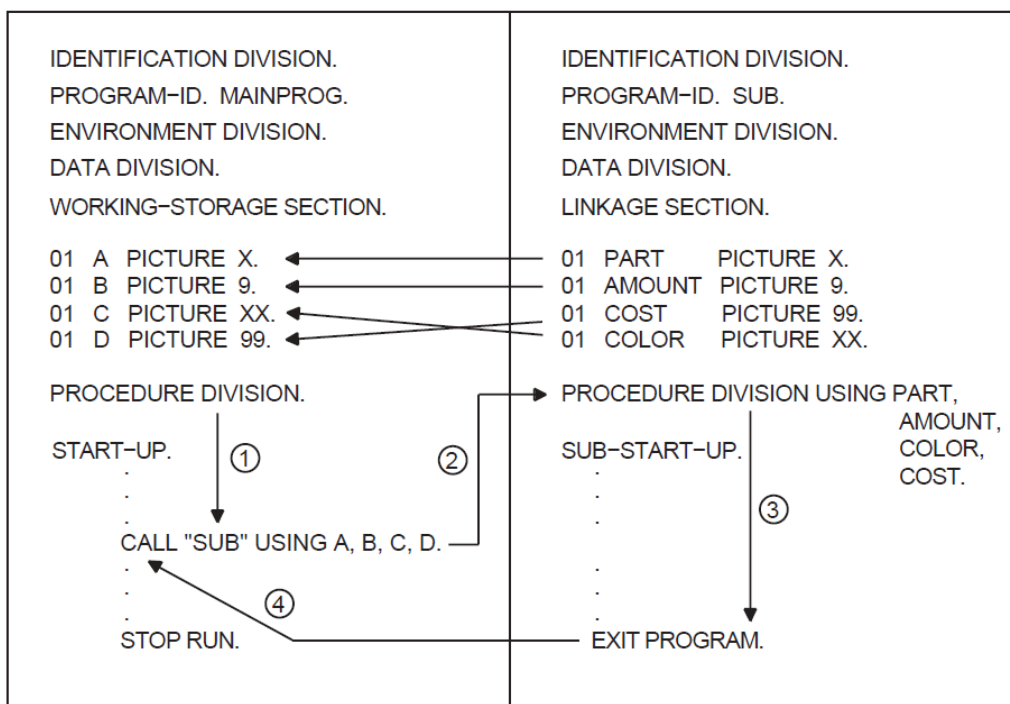 IDENTIFICATION DIVISION.
PROGRAM-ID. MAINPROG.
ENVIRONMENT DIVISION.
DATA DIVISION.
WORKING-STORAGE SECTION.
01 A PICTURE X.
01 B PICTURE 9.
01 C PICTURE XX.
01 D PICTURE 99.
PROCEDURE DIVISION.
START-UP.
.
.
.
CALL "SUB" USING A, B, C, D.
.
.
.
STOP RUN.
1
2
4
IDENTIFICATION DIVISION.
PROGRAM-ID. SUB.
ENVIRONMENT DIVISION.
DATA DIVISION.
LINKAGE SECTION.
01 PART PICTURE X.
01 AMOUNT PICTURE 9.
01 COST PICTURE 99.
01 COLOR PICTURE XX.
PROCEDURE DIVISION USING PART,
AMOUNT,
COLOR,
COST.
SUB-START-UP.
.
.
.
3
.
.
.
EXIT PROGRAM.